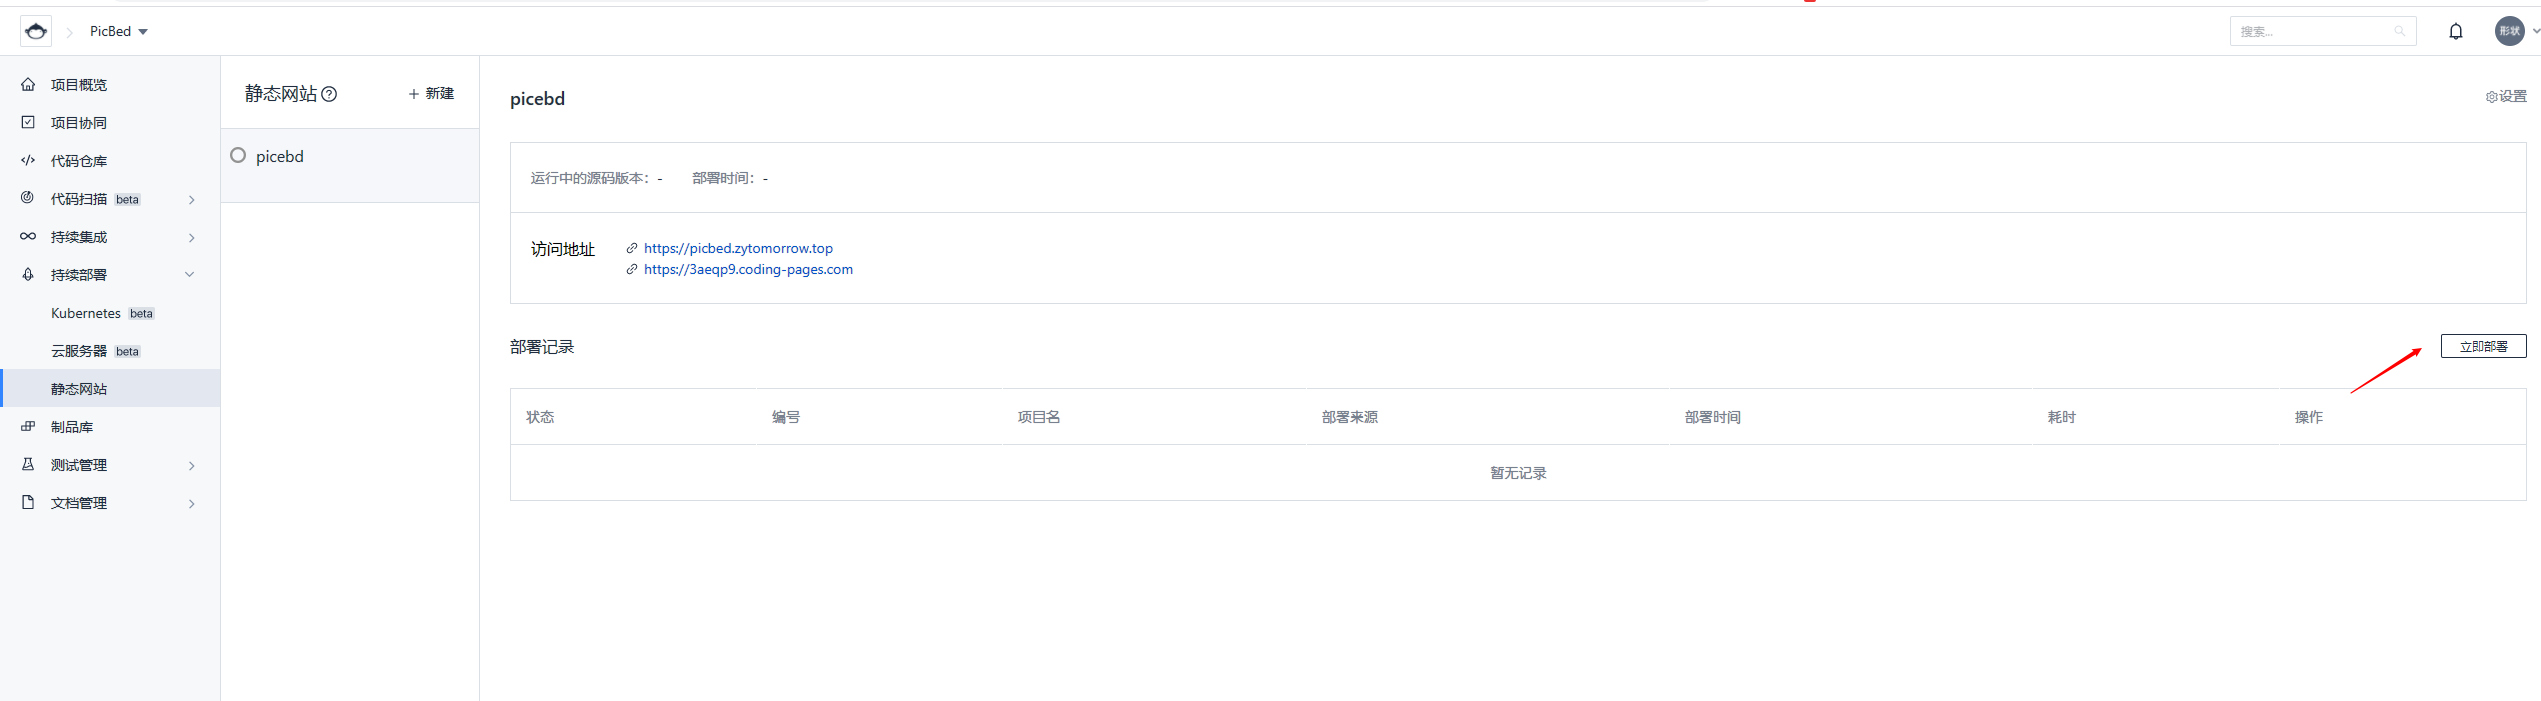 PicBed
搜索...
形状
项目概览
项目协同
代码仓库
代码扫描 beta
持续集成
持续部署
Kubernetes beta
云服务器 beta
静态网站
制品库
测试管理
文档管理
静态网站 + 新建
picebd
picebd
设置
运行中的源码版本：- 部署时间：-
访问地址 https://picbed.zytomorrow.top
https://3aeqp9.coding-pages.com
部署记录 立即部署
状态 编号 项目名 部署来源 部署时间 耗时 操作
暂无记录